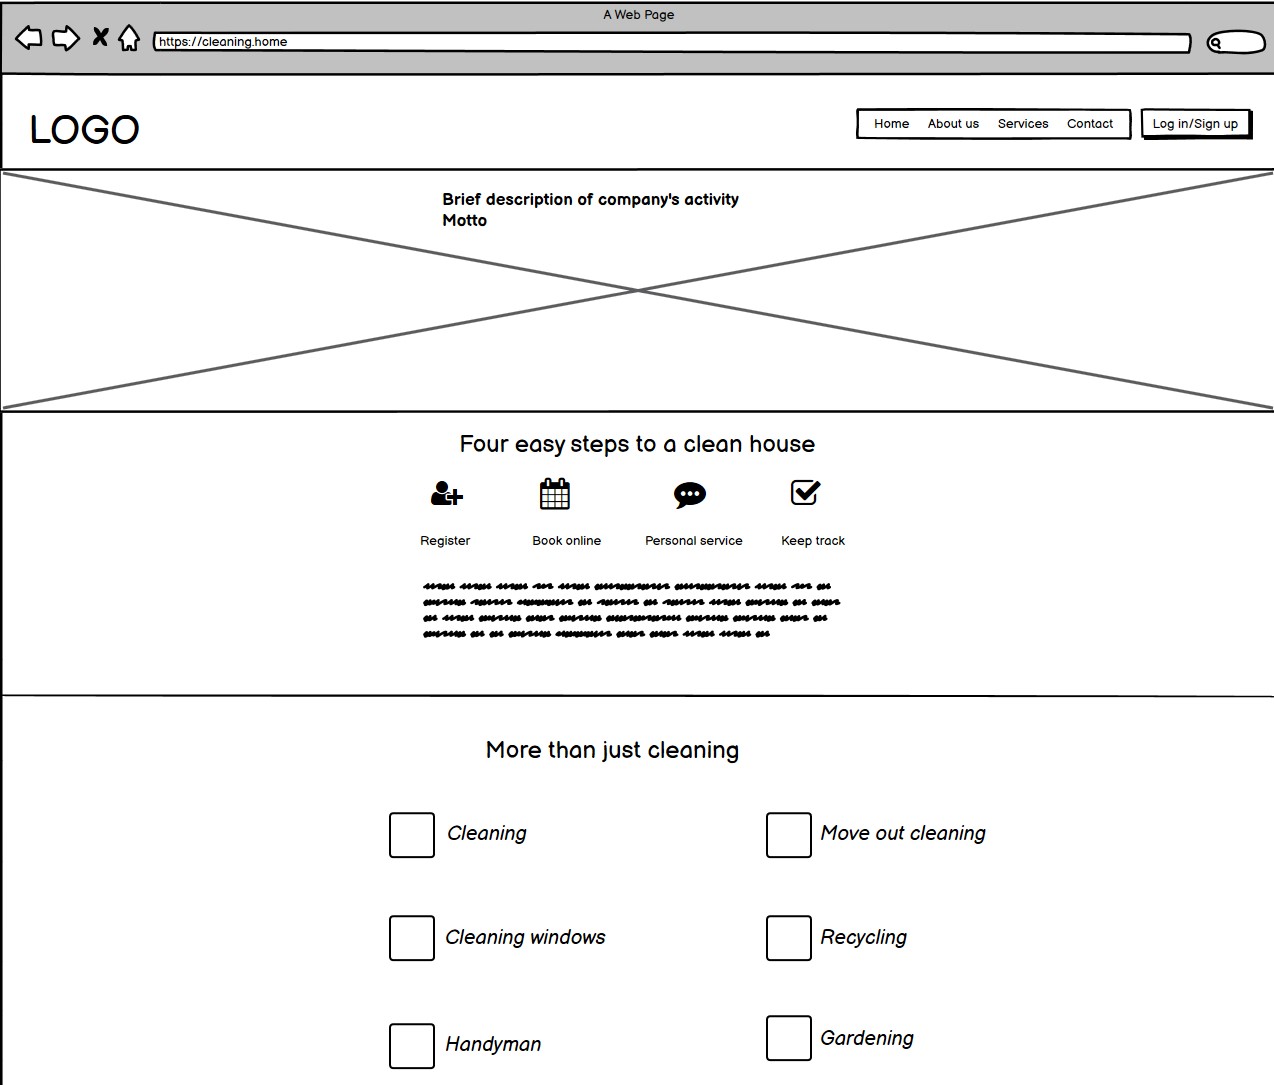 A Web Page
https://cleaning.home
LOGO
Home About us Services Contact
Log in/Sign up
Brief description of company's activity
Motto
Four easy steps to a clean house
Register Book online Personal service Keep track
More than just cleaning
Cleaning Move out cleaning
Cleaning windows Recycling
Handyman Gardening